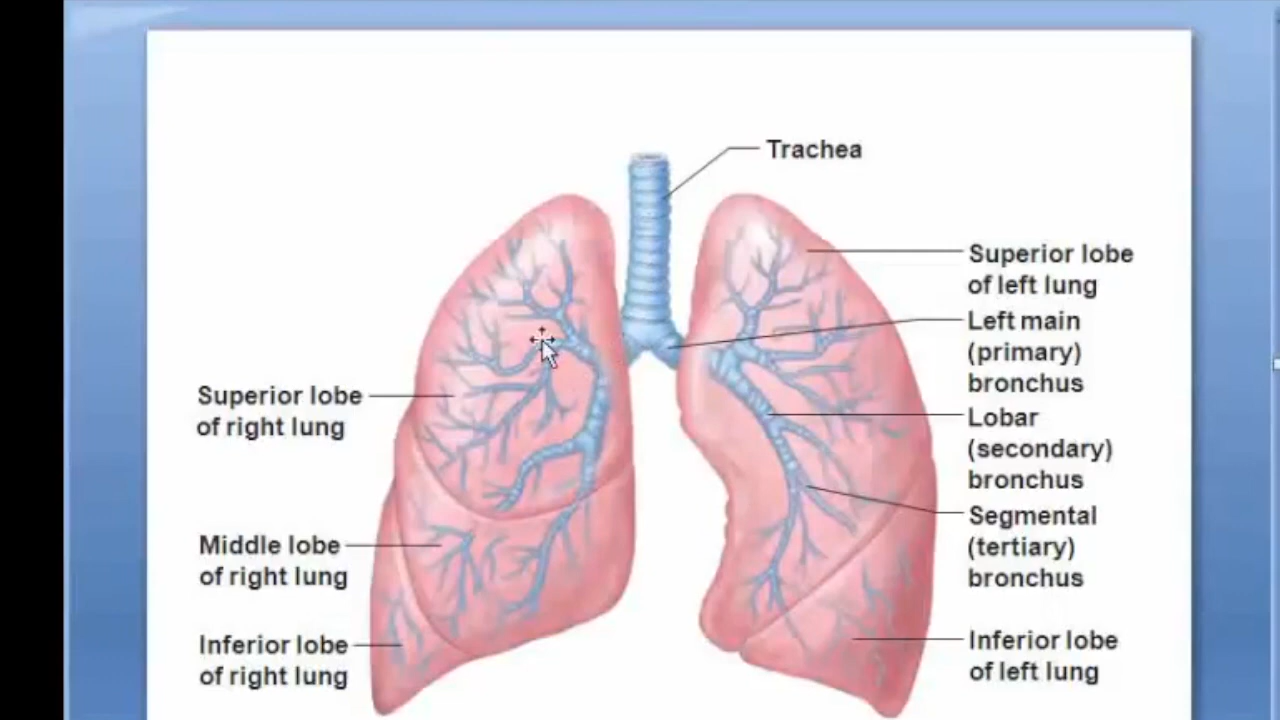 Trachea
Superior lobe
of left lung
Left main
(primary)
bronchus
Superior lobe
of right lung
Lobar
(secondary)
bronchus
Segmental
(tertiary)
bronchus
Middle lobe
of right lung
Inferior lobe
of right lung
Inferior lobe
of left lung